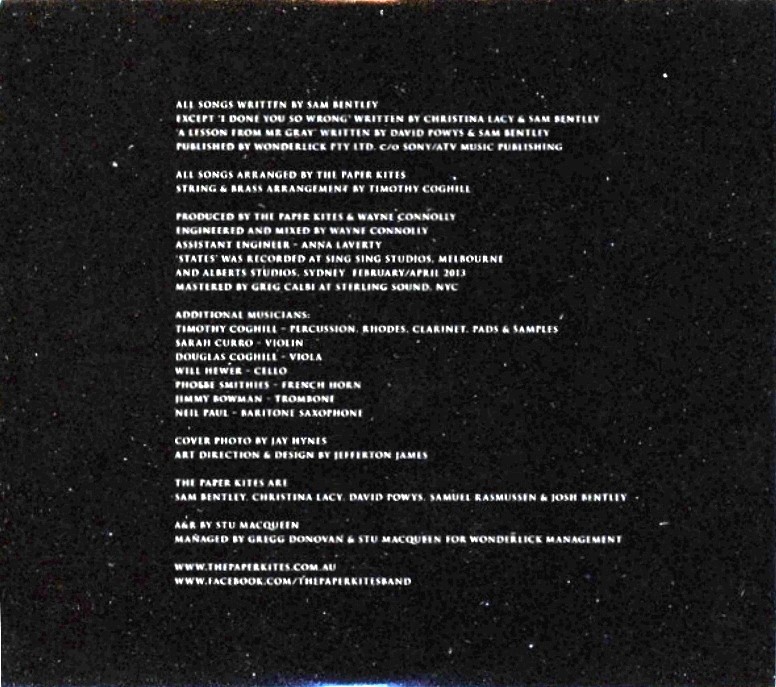 ALL SONGS WRITTEN BY SAM BENTLEY
EXCEPT 'I DONE YOU SO WRONG' WRITTEN BY CHRISTINA LACY & SAM BENTLEY
'A LESSON FROM MR GRAY' WRITTEN BY DAVID POWYS & SAM BENTLEY
PUBLISHED BY WONDERLICK PTY LTD. C/O SONY/ATV MUSIC PUBLISHING
ALL SONGS ARRANGED BY THE PAPER KITES
STRING & BRASS ARRANGEMENT BY TIMOTHY COGHILL
PRODUCED BY THE PAPER KITES & WAYNE CONNOLLY
ENGINEERED AND MIXED BY WAYNE CONNOLLY
ASSISTANT ENGINEER - ANNA LAVERTY
'STATES' WAS RECORDED AT SING SING STUDIOS, MELBOURNE
AND ALBERTS STUDIOS, SYDNEY FEBRUARY/APRIL 2013
MASTERED BY GREG CALBI AT STERLING SOUND, NYC
ADDITIONAL MUSICIANS:
TIMOTHY COGHILL - PERCUSSION, RHODES, CLARINET, PADS & SAMPLES
SARAH CURRO - VIOLIN
DOUGLAS COGHILL - VIOLA
WILL HEWER - CELLO
PHOEBE SMITHIES - FRENCH HORN
JIMMY BOWMAN - TROMBONE
NEIL PAUL - BARITONE SAXOPHONE
COVER PHOTO BY JAY HYNES
ART DIRECTION & DESIGN BY JEFFERTON JAMES
THE PAPER KITES ARE
SAM BENTLEY, CHRISTINA LACY, DAVID POWYS, SAMUEL RASMUSSEN & JOSH BENTLEY
A&R BY STU MACQUEEN
MANAGED BY GREGG DONOVAN & STU MACQUEEN FOR WONDERLICK MANAGEMENT
WWW.THEPAPERKITES.COM.AU
WWW.FACEBOOK.COM/THEPAPERKITESBAND